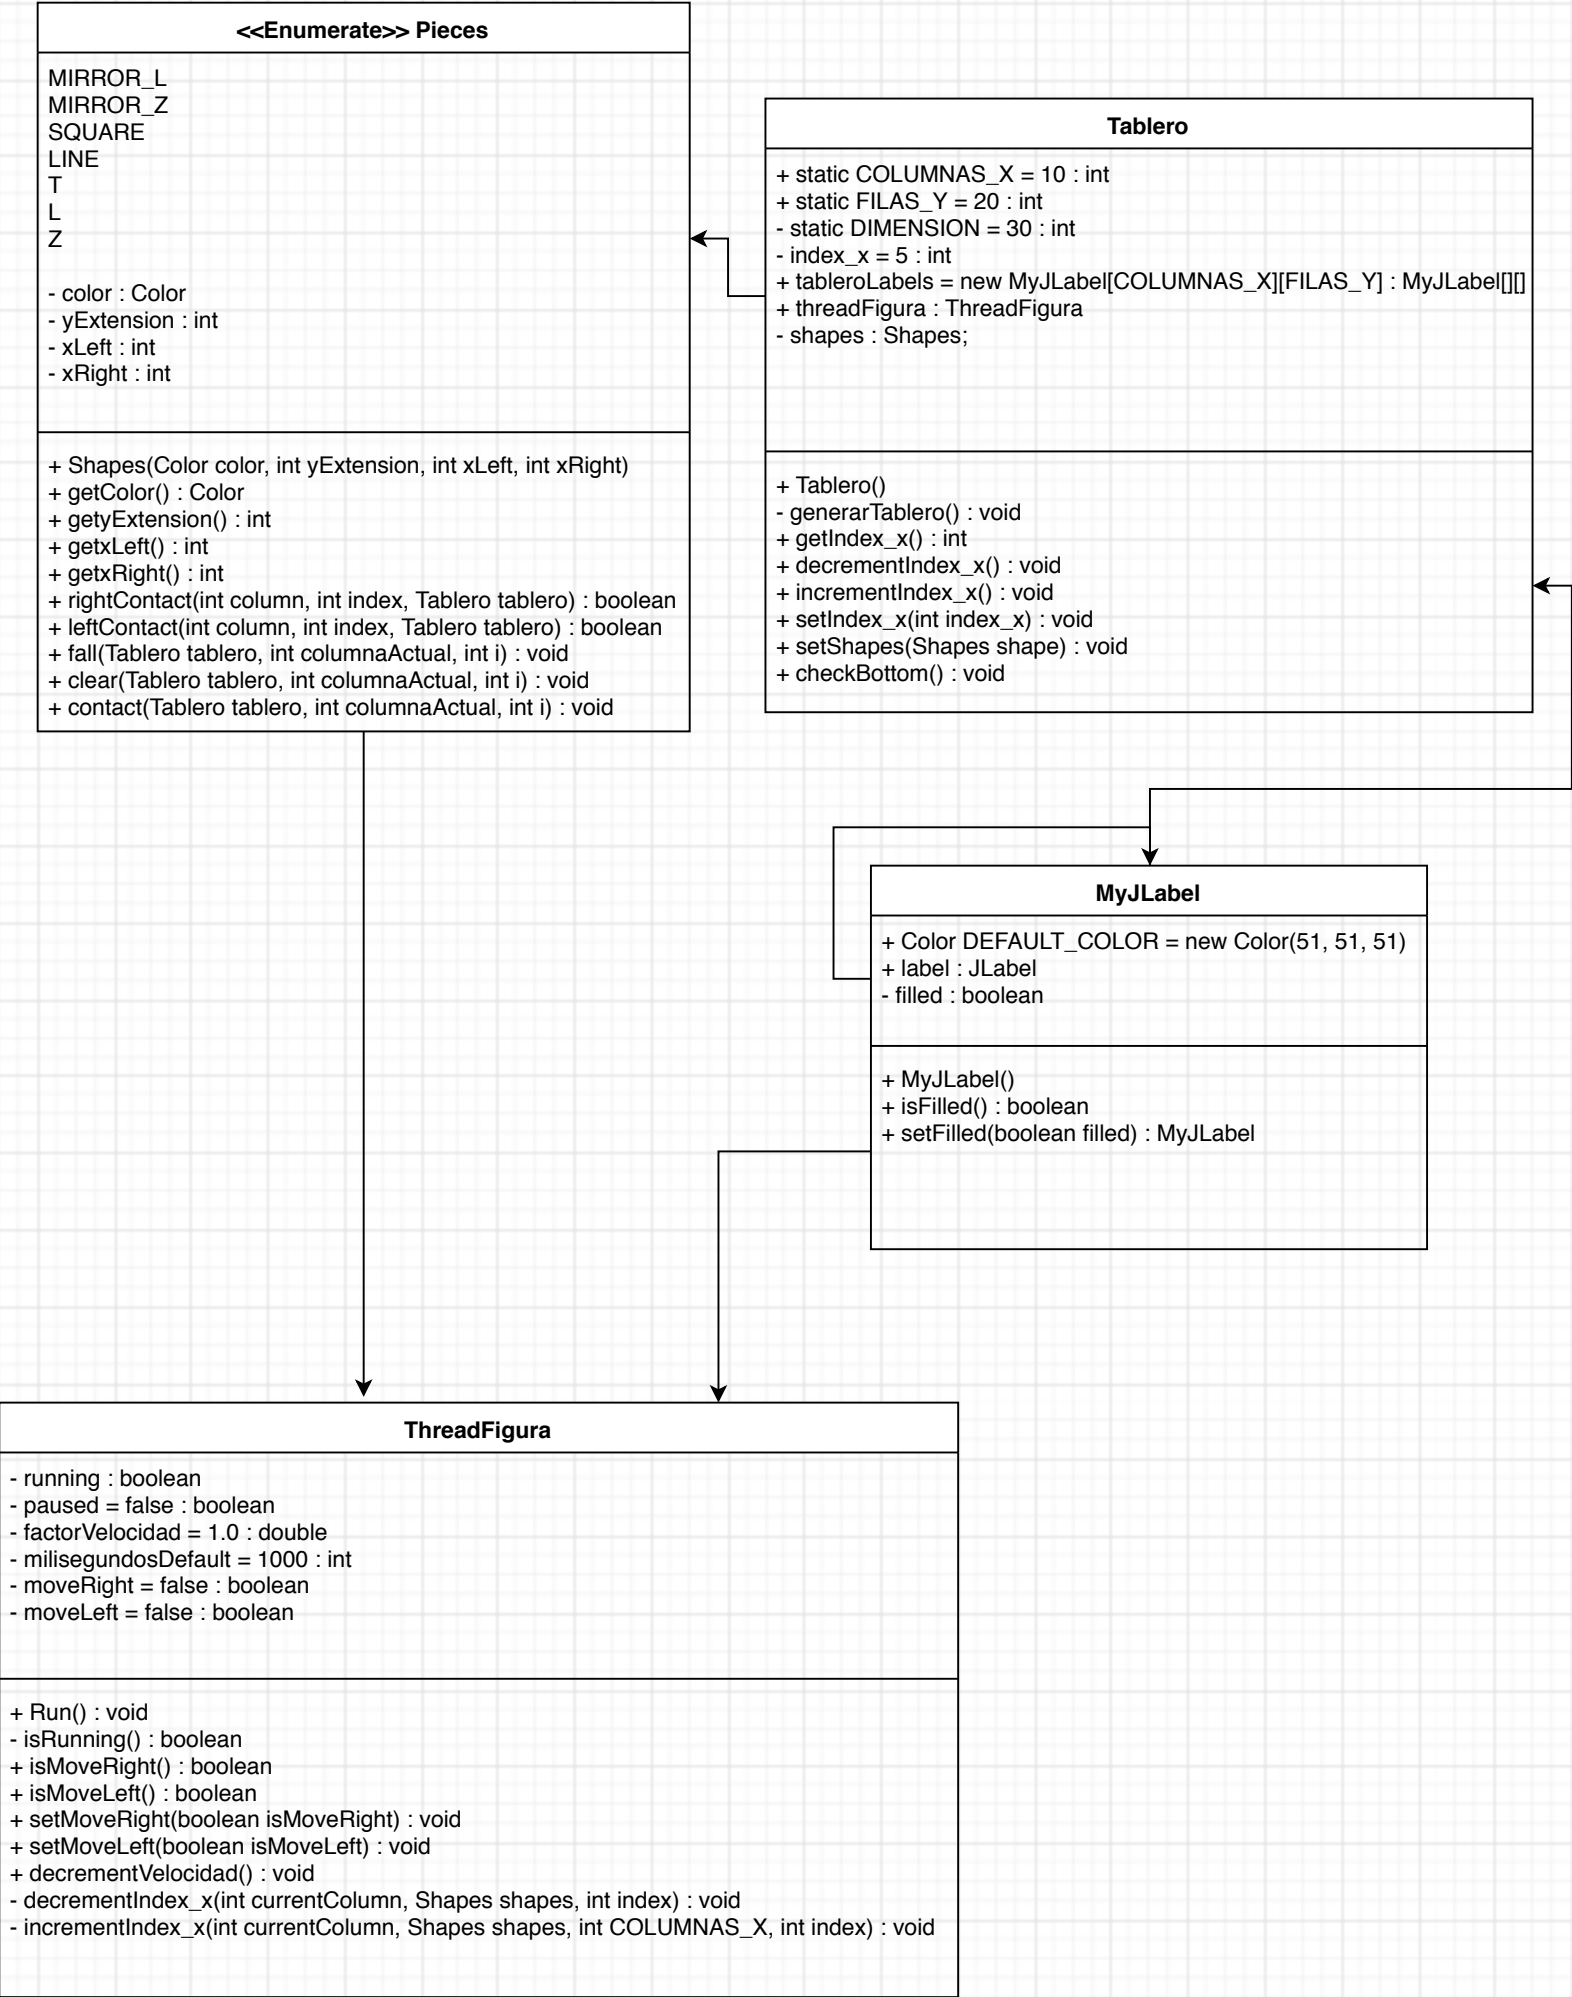 <<Enumerate>> Pieces
MIRROR_L
MIRROR_Z
SQUARE
LINE
T
L
Z
- color : Color
- yExtension : int
- xLeft : int
- xRight : int
+ Shapes(Color color, int yExtension, int xLeft, int xRight)
+ getColor() : Color
+ getyExtension() : int
+ getxLeft() : int
+ getxRight() : int
+ rightContact(int column, int index, Tablero tablero) : boolean
+ leftContact(int column, int index, Tablero tablero) : boolean
+ fall(Tablero tablero, int columnaActual, int i) : void
+ clear(Tablero tablero, int columnaActual, int i) : void
+ contact(Tablero tablero, int columnaActual, int i) : void
Tablero
+ static COLUMNAS_X = 10 : int
+ static FILAS_Y = 20 : int
- static DIMENSION = 30 : int
- index_x = 5 : int
+ tableroLabels = new MyJLabel[COLUMNAS_X][FILAS_Y] : MyJLabel[][]
+ threadFigura : ThreadFigura
- shapes : Shapes;
+ Tablero()
- generarTablero() : void
+ getIndex_x() : int
+ decrementIndex_x() : void
+ incrementIndex_x() : void
+ setIndex_x(int index_x) : void
+ setShapes(Shapes shape) : void
+ checkBottom() : void
MyJLabel
+ Color DEFAULT_COLOR = new Color(51, 51, 51)
+ label : JLabel
- filled : boolean
+ MyJLabel()
+ isFilled() : boolean
+ setFilled(boolean filled) : MyJLabel
ThreadFigura
- running : boolean
- paused = false : boolean
- factorVelocidad = 1.0 : double
- milisegundosDefault = 1000 : int
- moveRight = false : boolean
- moveLeft = false : boolean
+ Run() : void
- isRunning() : boolean
+ isMoveRight() : boolean
+ isMoveLeft() : boolean
+ setMoveRight(boolean isMoveRight) : void
+ setMoveLeft(boolean isMoveLeft) : void
+ decrementVelocidad() : void
- decrementIndex_x(int currentColumn, Shapes shapes, int index) : void
- incrementIndex_x(int currentColumn, Shapes shapes, int COLUMNAS_X, int index) : void